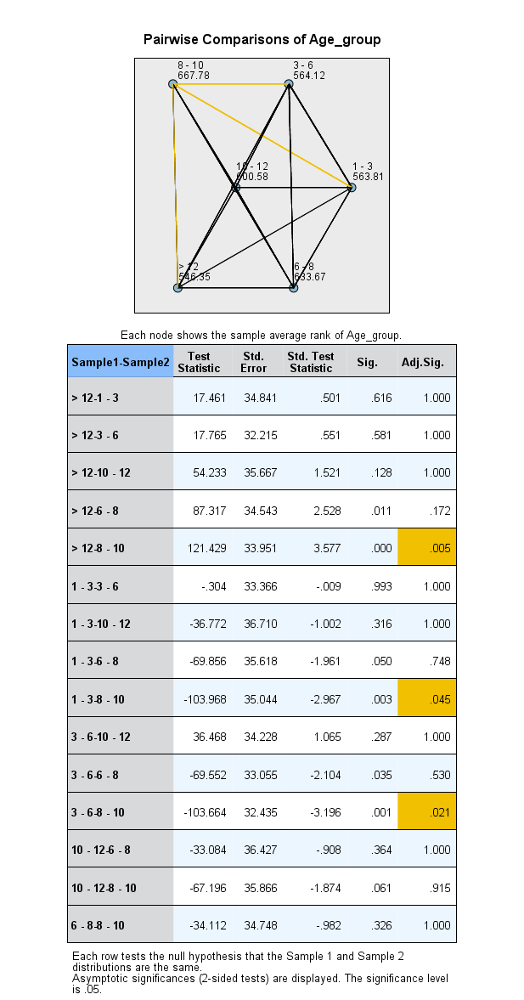 Pairwise Comparisons of Age_group
8 - 10
667.78
3 - 6
564.12
1 - 3
563.81
10 - 12
600.58
> 12
546.35
6 - 8
633.67
Each node shows the sample average rank of Age_group.
Sample1-Sample2 Test Statistic Std. Error Std. Test Statistic Sig. Adj.Sig.
> 12-1 - 3 17.461 34.841 .501 .616 1.000
> 12-3 - 6 17.765 32.215 .551 .581 1.000
> 12-10 - 12 54.233 35.667 1.521 .128 1.000
> 12-6 - 8 87.317 34.543 2.528 .011 .172
> 12-8 - 10 121.429 33.951 3.577 .000 .005
1 - 3-3 - 6 -.304 33.366 -.009 .993 1.000
1 - 3-10 - 12 -36.772 36.710 -1.002 .316 1.000
1 - 3-6 - 8 -69.856 35.618 -1.961 .050 .748
1 - 3-8 - 10 -103.968 35.044 -2.967 .003 .045
3 - 6-10 - 12 36.468 34.228 1.065 .287 1.000
3 - 6-6 - 8 -69.552 33.055 -2.104 .035 .530
3 - 6-8 - 10 -103.664 32.435 -3.196 .001 .021
10 - 12-6 - 8 -33.084 36.427 -.908 .364 1.000
10 - 12-8 - 10 -67.196 35.866 -1.874 .061 .915
6 - 8-8 - 10 -34.112 34.748 -.982 .326 1.000
Each row tests the null hypothesis that the Sample 1 and Sample 2
distributions are the same.
Asymptotic significances (2-sided tests) are displayed. The significance level
is .05.